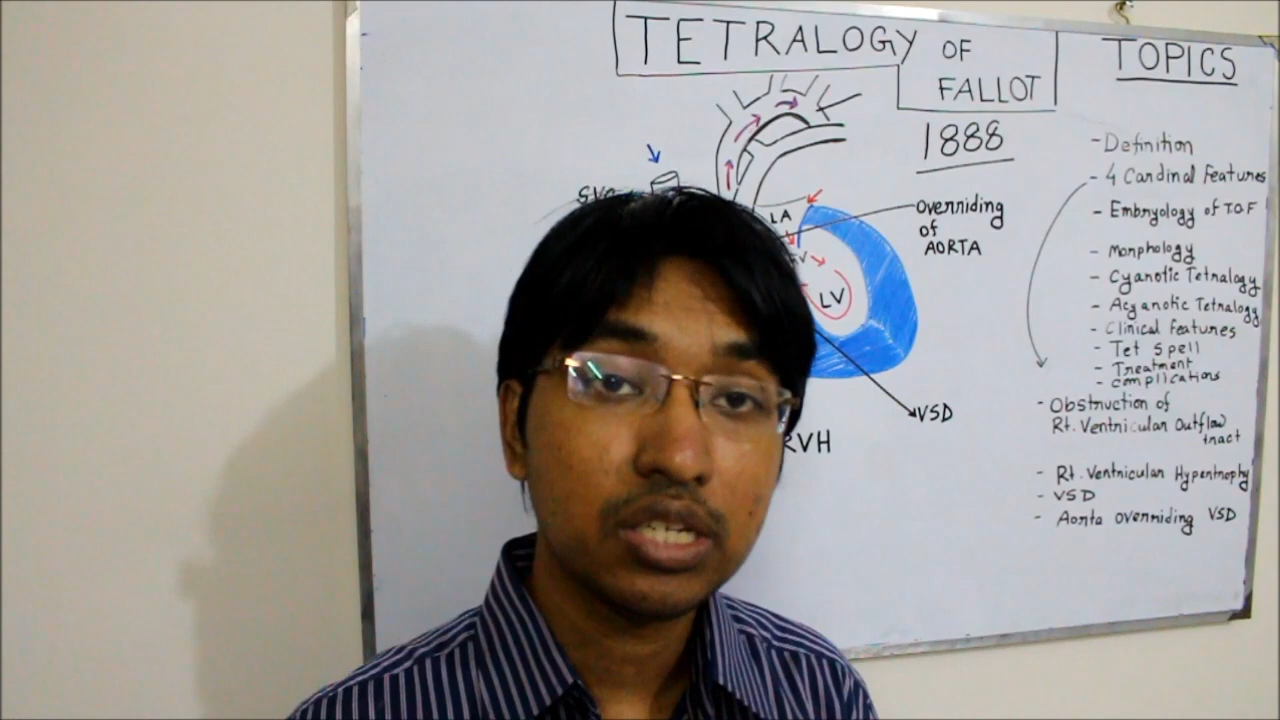 TETRALOGY OF
FALLOT
1888
SVC
LA
LV
Overriding
of
AORTA
VSD
RVH
TOPICS
- Definition
- 4 Cardinal Features
- Embryology of T.O.F
- Morphology
- Cyanotic Tetralogy
- Acyanotic Tetralogy
- Clinical features
- Tet Spell
- Treatment
- Complications
- Obstruction of
Rt. Ventricular Outflow
tract
- Rt. Ventricular Hypertrophy
- VSD
- Aorta overriding VSD